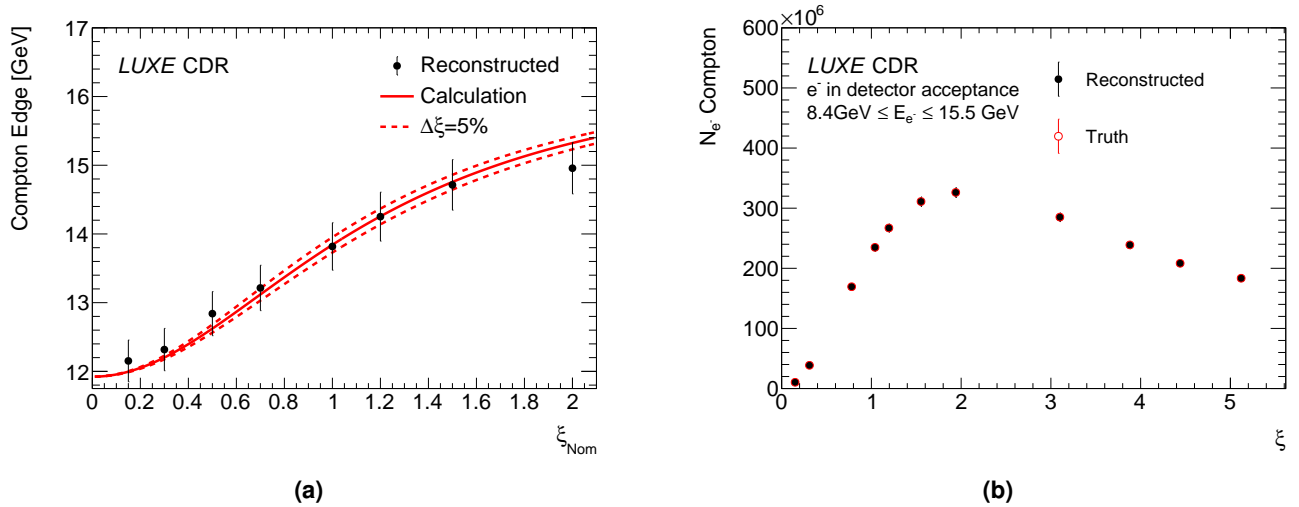 17
16
15
14
13
12
Compton Edge [GeV]
LUXE CDR
Reconstructed
Calculation
Δξ=5%
0 0.2 0.4 0.6 0.8 1 1.2 1.4 1.6 1.8 2
ξNom
(a)
×10⁶
600
500
400
300
200
100
0
Ne⁻ Compton
LUXE CDR
e⁻ in detector acceptance
8.4GeV ≤ Ee⁻ ≤ 15.5 GeV
Reconstructed
Truth
0 1 2 3 4 5
ξ
(b)